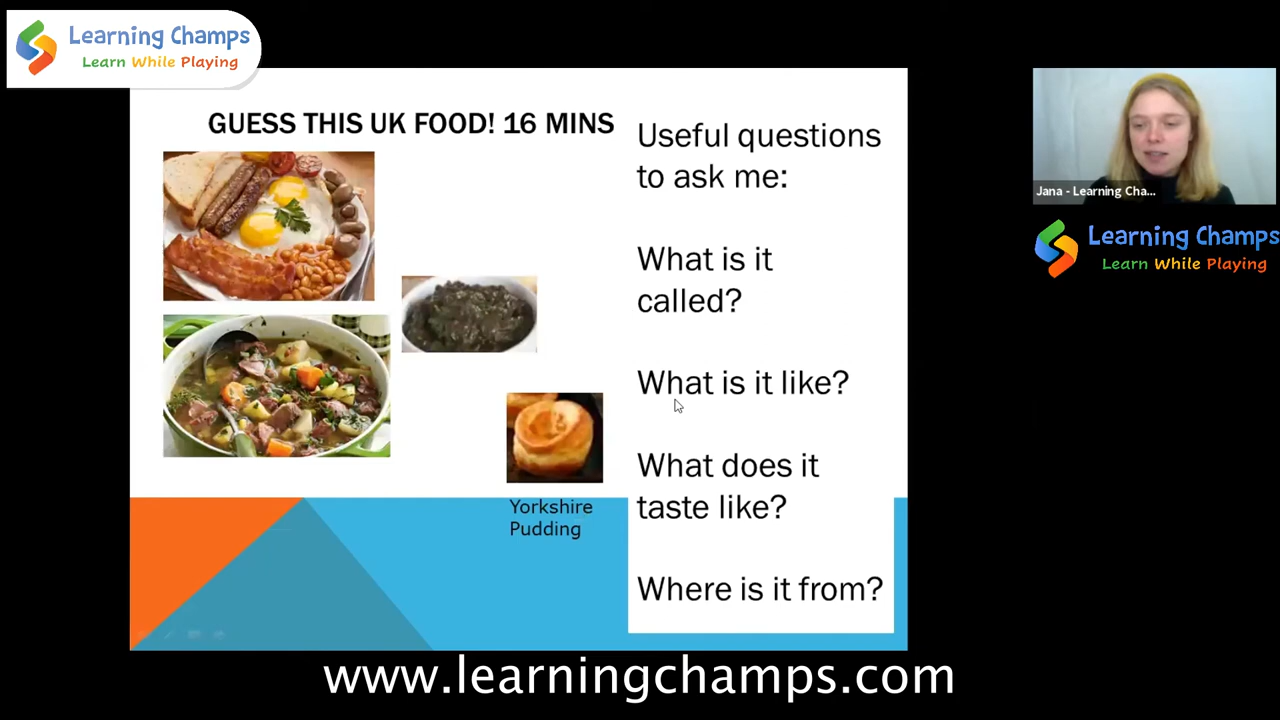 Learning Champs
Learn While Playing
GUESS THIS UK FOOD! 16 MINS
Useful questions
to ask me:
What is it
called?
What is it like?
What does it
taste like?
Where is it from?
Yorkshire
Pudding
Jana - Learning Cha...
Learning Champs
Learn While Playing
www.learningchamps.com